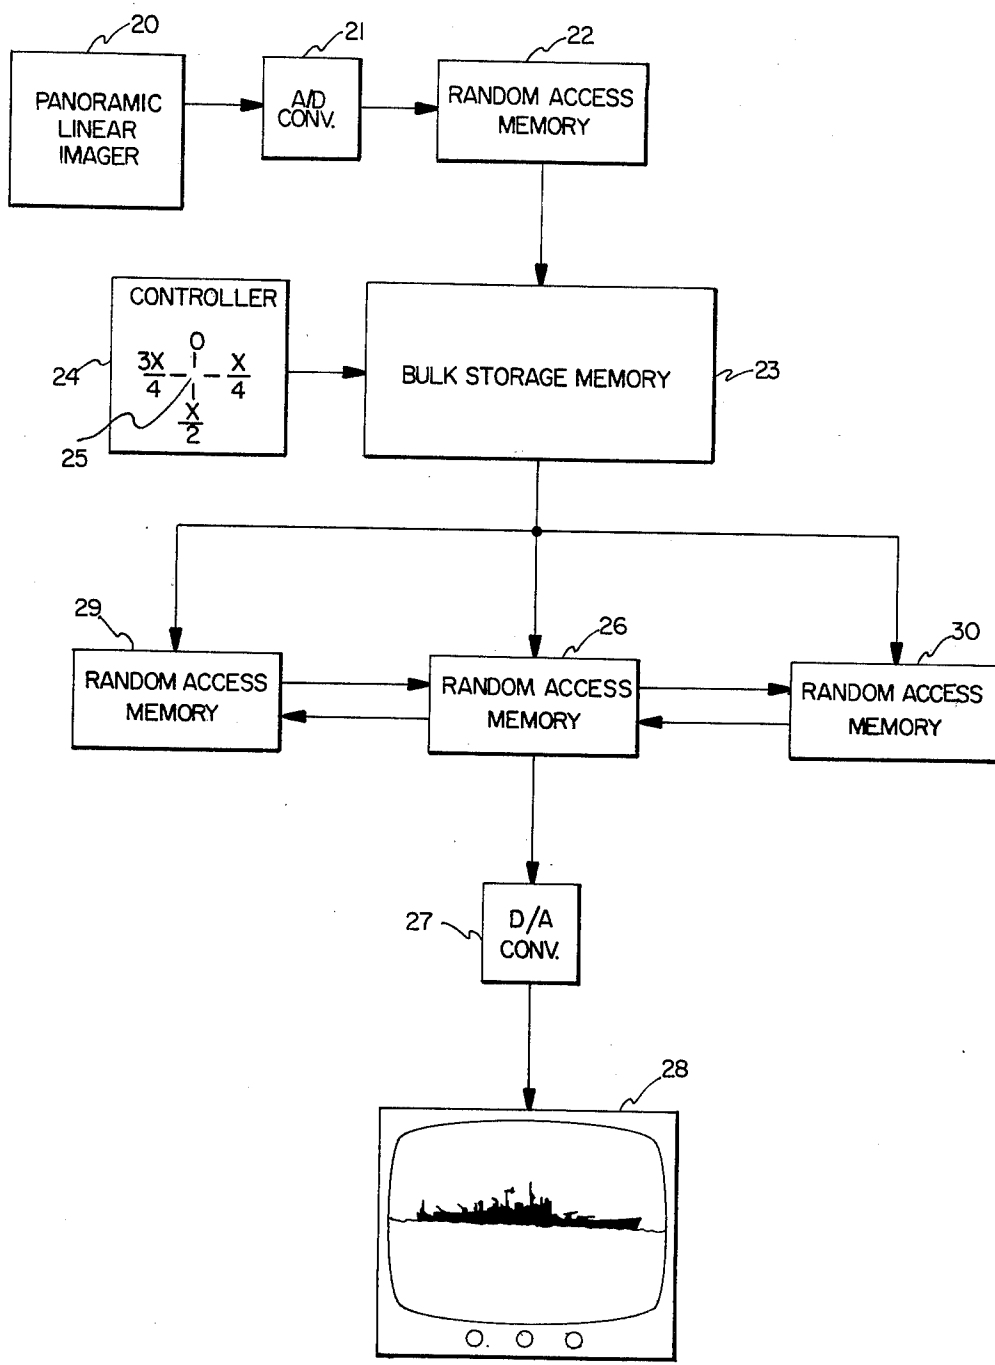 20
21
22
PANORAMIC
LINEAR
IMAGER
A/D
CONV.
RANDOM ACCESS
MEMORY
CONTROLLER
0
3X
4
X
4
X
2
24
25
BULK STORAGE MEMORY
23
29
26
30
RANDOM ACCESS
MEMORY
RANDOM ACCESS
MEMORY
RANDOM ACCESS
MEMORY
27
D/A
CONV.
28